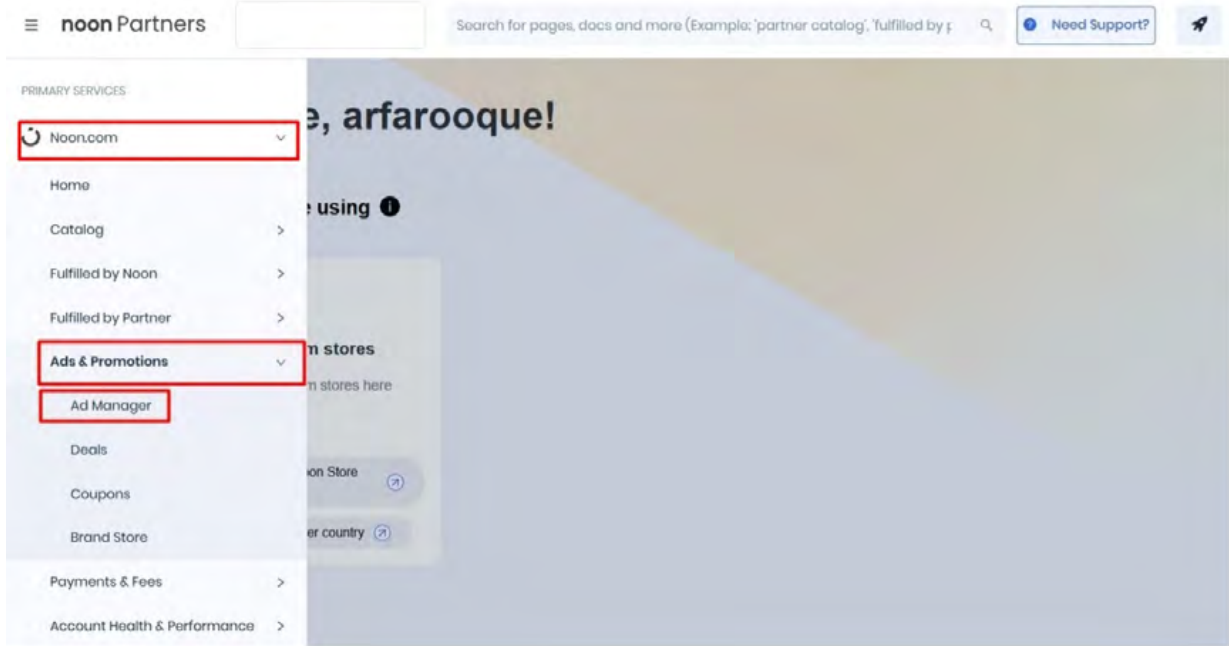 noon Partners
Search for pages, docs and more (Example: 'partner catalog', 'fulfilled by p
Need Support?
PRIMARY SERVICES
e, arfarooque!
Noon.com
Home
using
Catalog
Fulfilled by Noon
Fulfilled by Partner
m stores
Ads & Promotions
m stores here
Ad Manager
Deals
on Store
Coupons
er country
Brand Store
Payments & Fees
Account Health & Performance